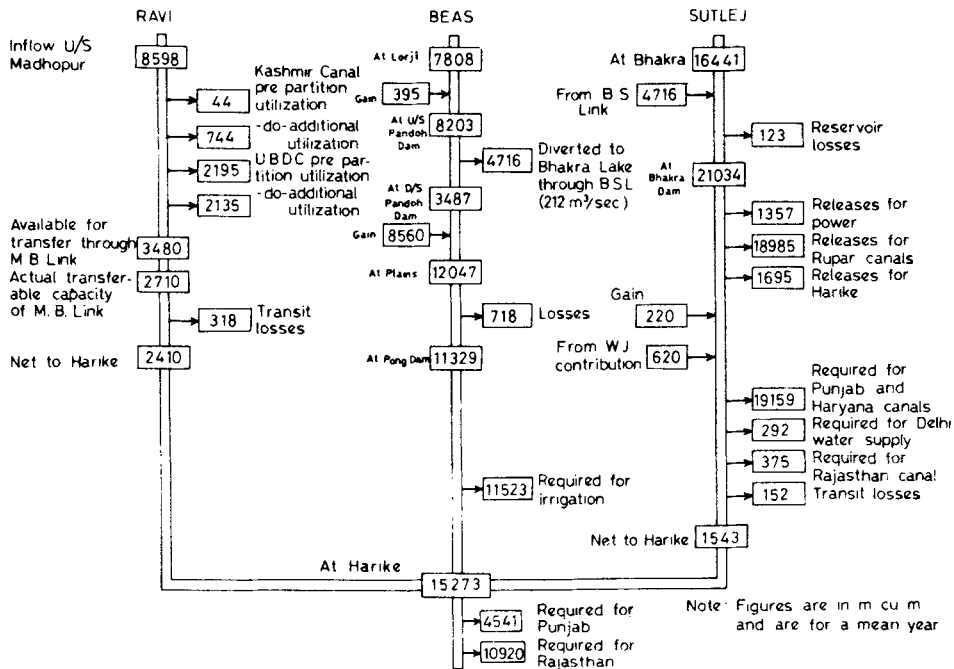 RAVI
Inflow U/S
Madhopur
8598
44
Kashmir Canal
pre partition
utilization
744
-do-additional
utilization
2195
UBDC pre par-
tition utilization
2135
-do-additional
utilization
Available for
transfer through
M B Link
3480
Actual transfer-
able capacity
of M. B. Link
2710
318
Transit
losses
Net to Harike
2410
BEAS
At Lorji
7808
Gain
395
At U/S
Pandoh
Dam
8203
4716
Diverted to
Bhakra Lake
through BSL
(212 m³/sec)
At D/S
Pandoh
Dam
3487
Gain
8560
At Plains
12047
718
Losses
At Pong Dam
11329
11523
Required for
irrigation
SUTLEJ
At Bhakra
16441
From B S
Link
4716
123
Reservoir
losses
At
Bhakra
Dam
21034
1357
Releases for
power
18985
Releases for
Rupar canals
1695
Releases for
Harike
Gain
220
From WJ
contribution
620
19159
Required for
Punjab and
Haryana canals
292
Required for Delhi
water supply
375
Required for
Rajasthan canal
152
Transit losses
Net to Harike
1543
At Harike
15273
4541
Required for
Punjab
10920
Required for
Rajasthan
Note: Figures are in m cu m
and are for a mean year